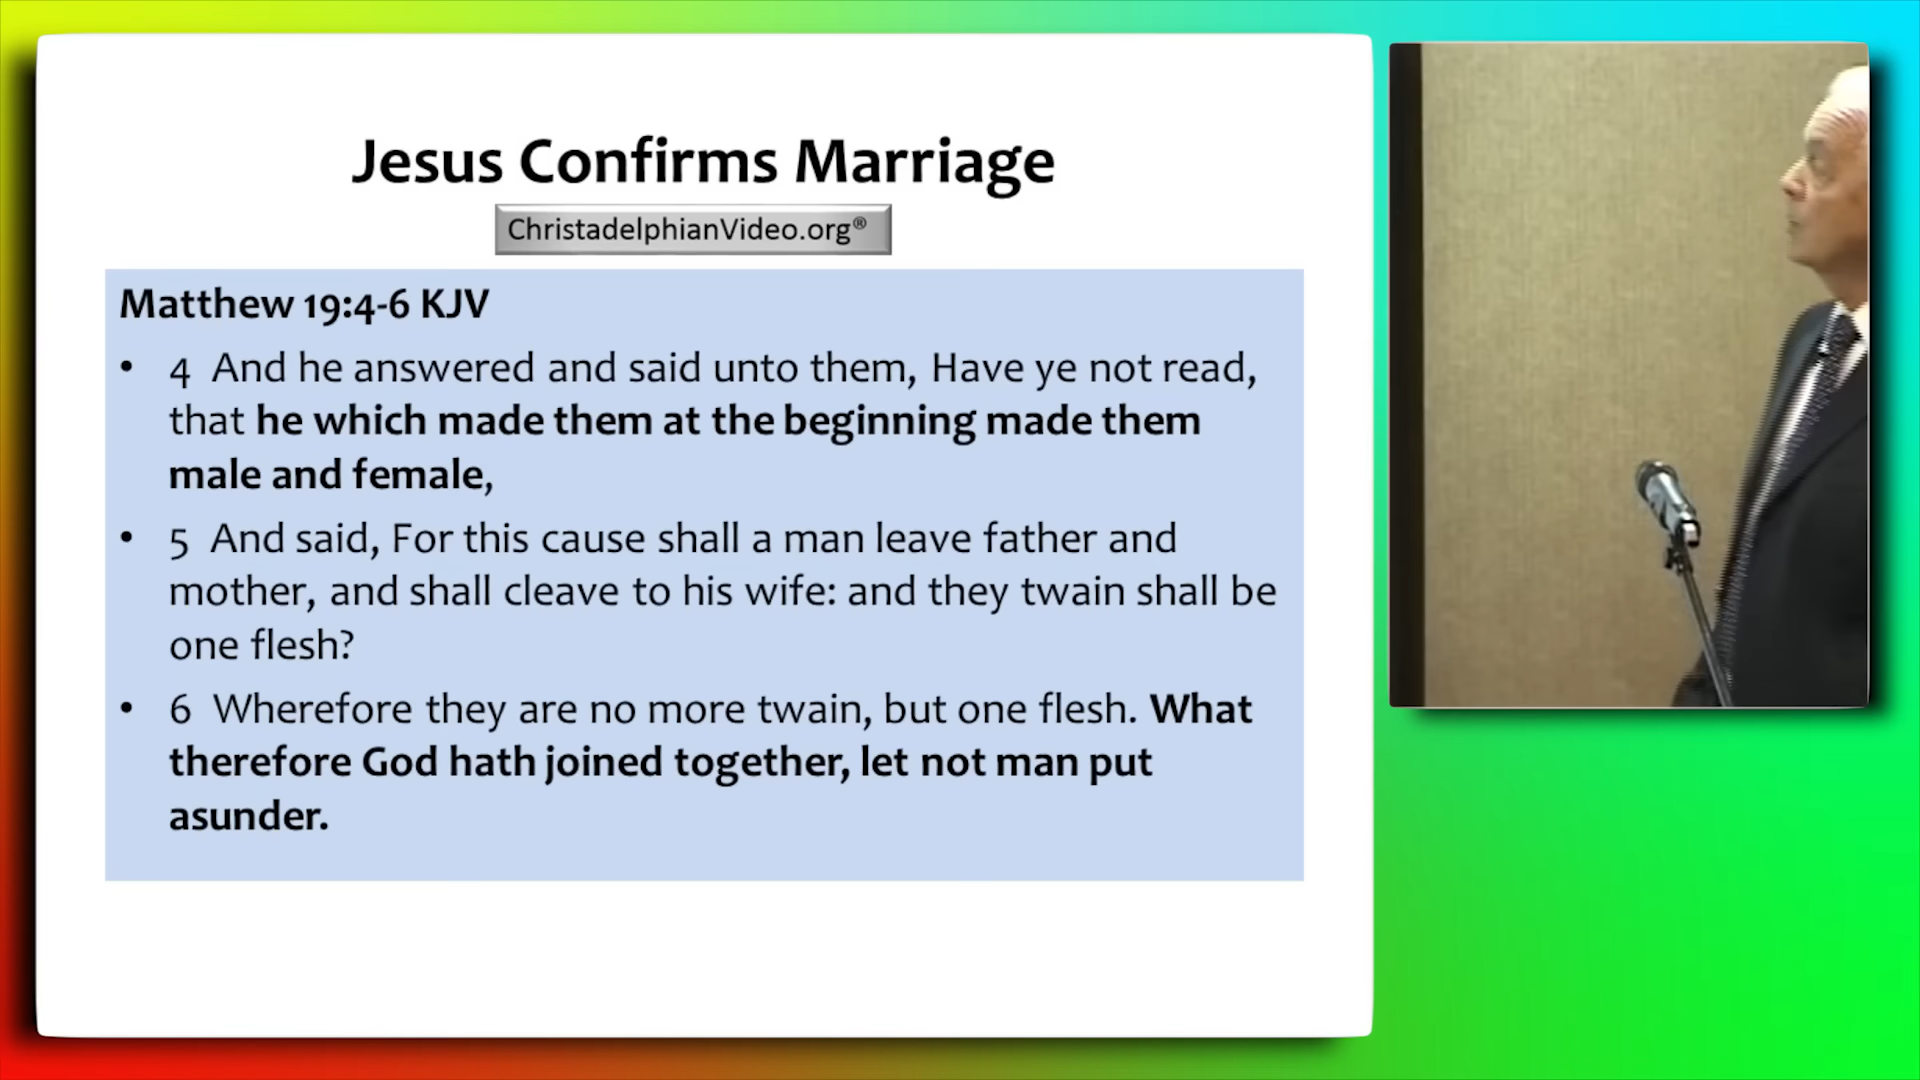 Jesus Confirms Marriage
ChristadelphianVideo.org®
Matthew 19:4-6 KJV
• 4 And he answered and said unto them, Have ye not read,
that he which made them at the beginning made them
male and female,
• 5 And said, For this cause shall a man leave father and
mother, and shall cleave to his wife: and they twain shall be
one flesh?
• 6 Wherefore they are no more twain, but one flesh. What
therefore God hath joined together, let not man put
asunder.